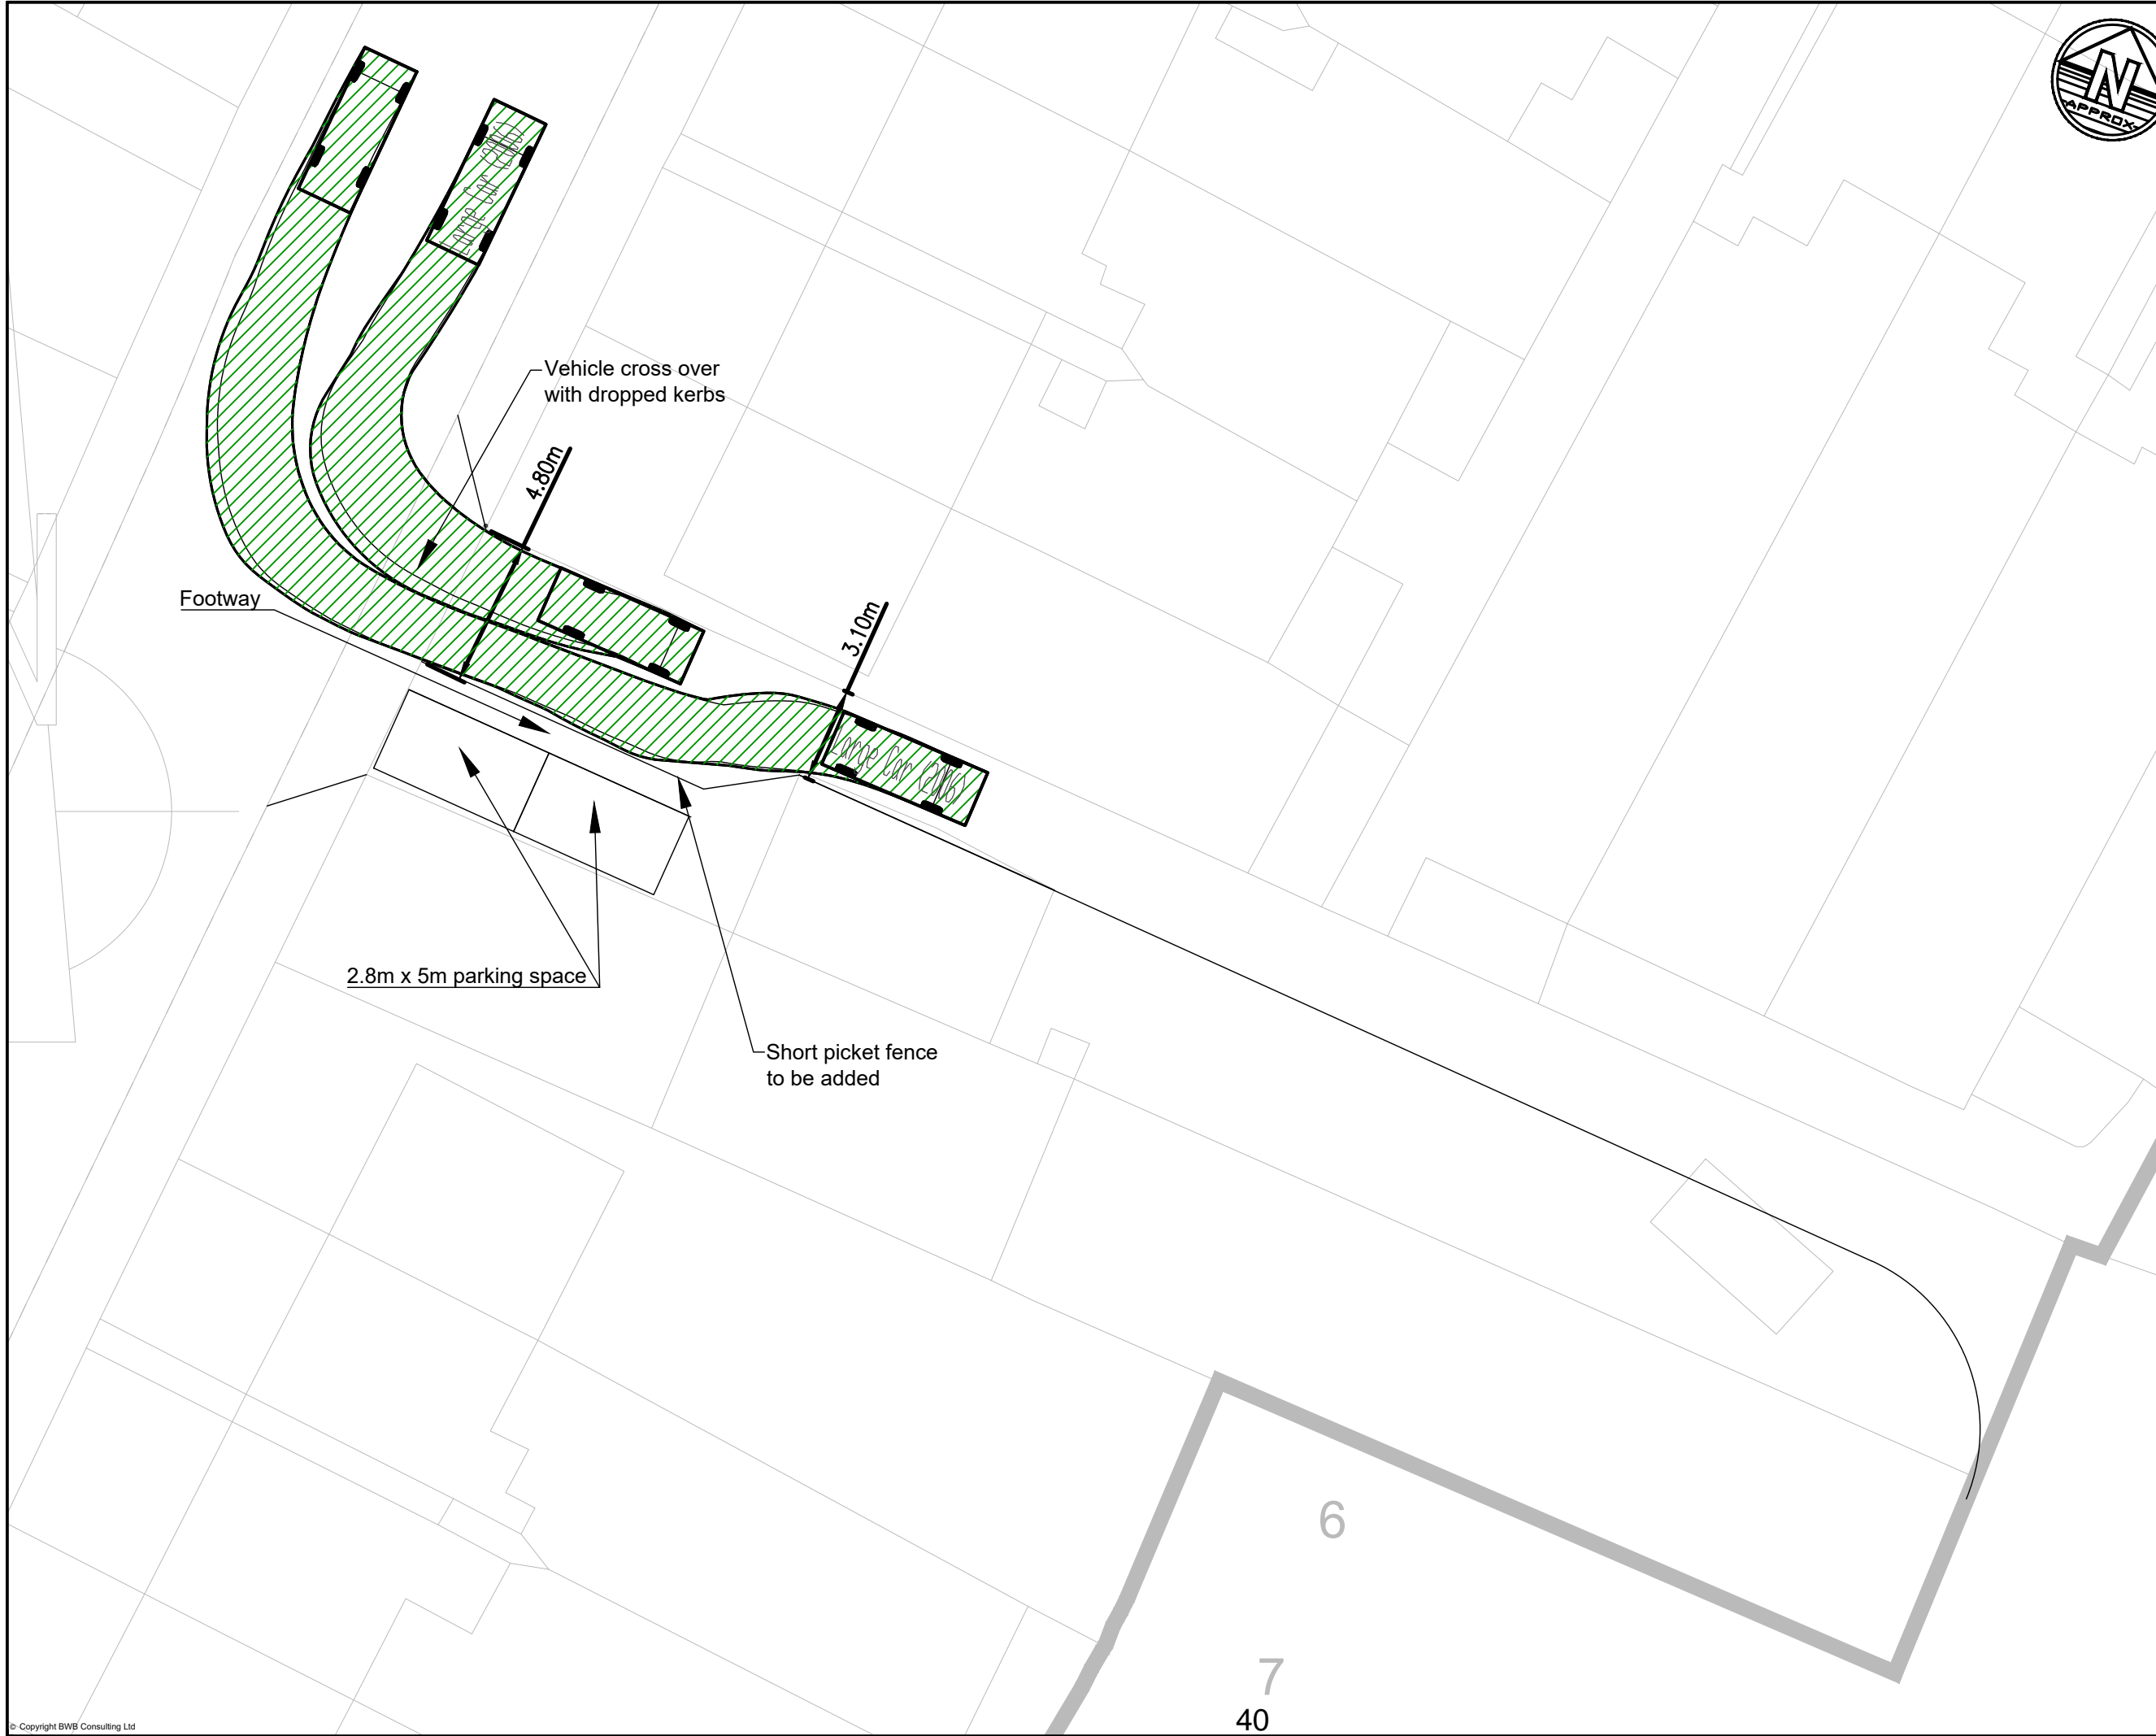 N
APPROX.
Large Car (2006)
Vehicle cross over
with dropped kerbs
4.80m
Footway
3.10m
Large Car (2006)
2.8m x 5m parking space
Short picket fence
to be added
6
7
40
© Copyright BWB Consulting Ltd